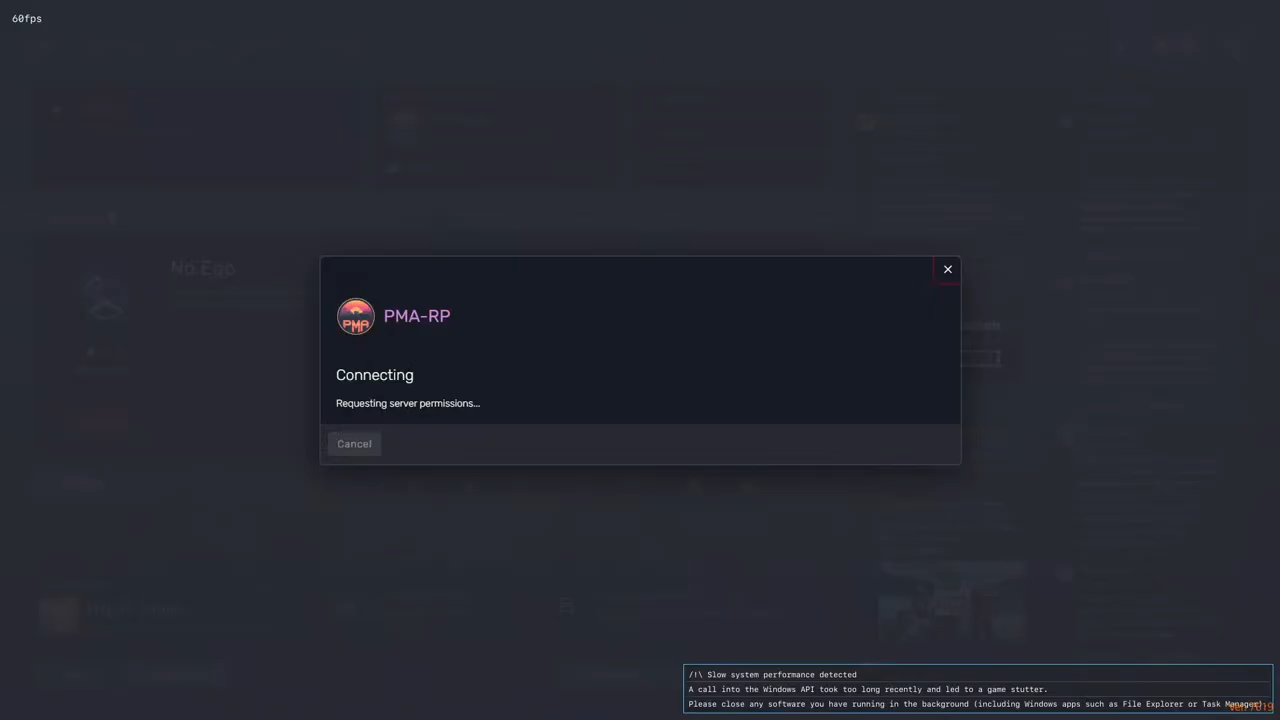 60fps
No Ego
PMA
PMA-RP
Connecting
Requesting server permissions...
Cancel
/!\ Slow system performance detected
A call into the Windows API took too long recently and led to a game stutter.
Please close any software you have running in the background (including Windows apps such as File Explorer or Task Manager).